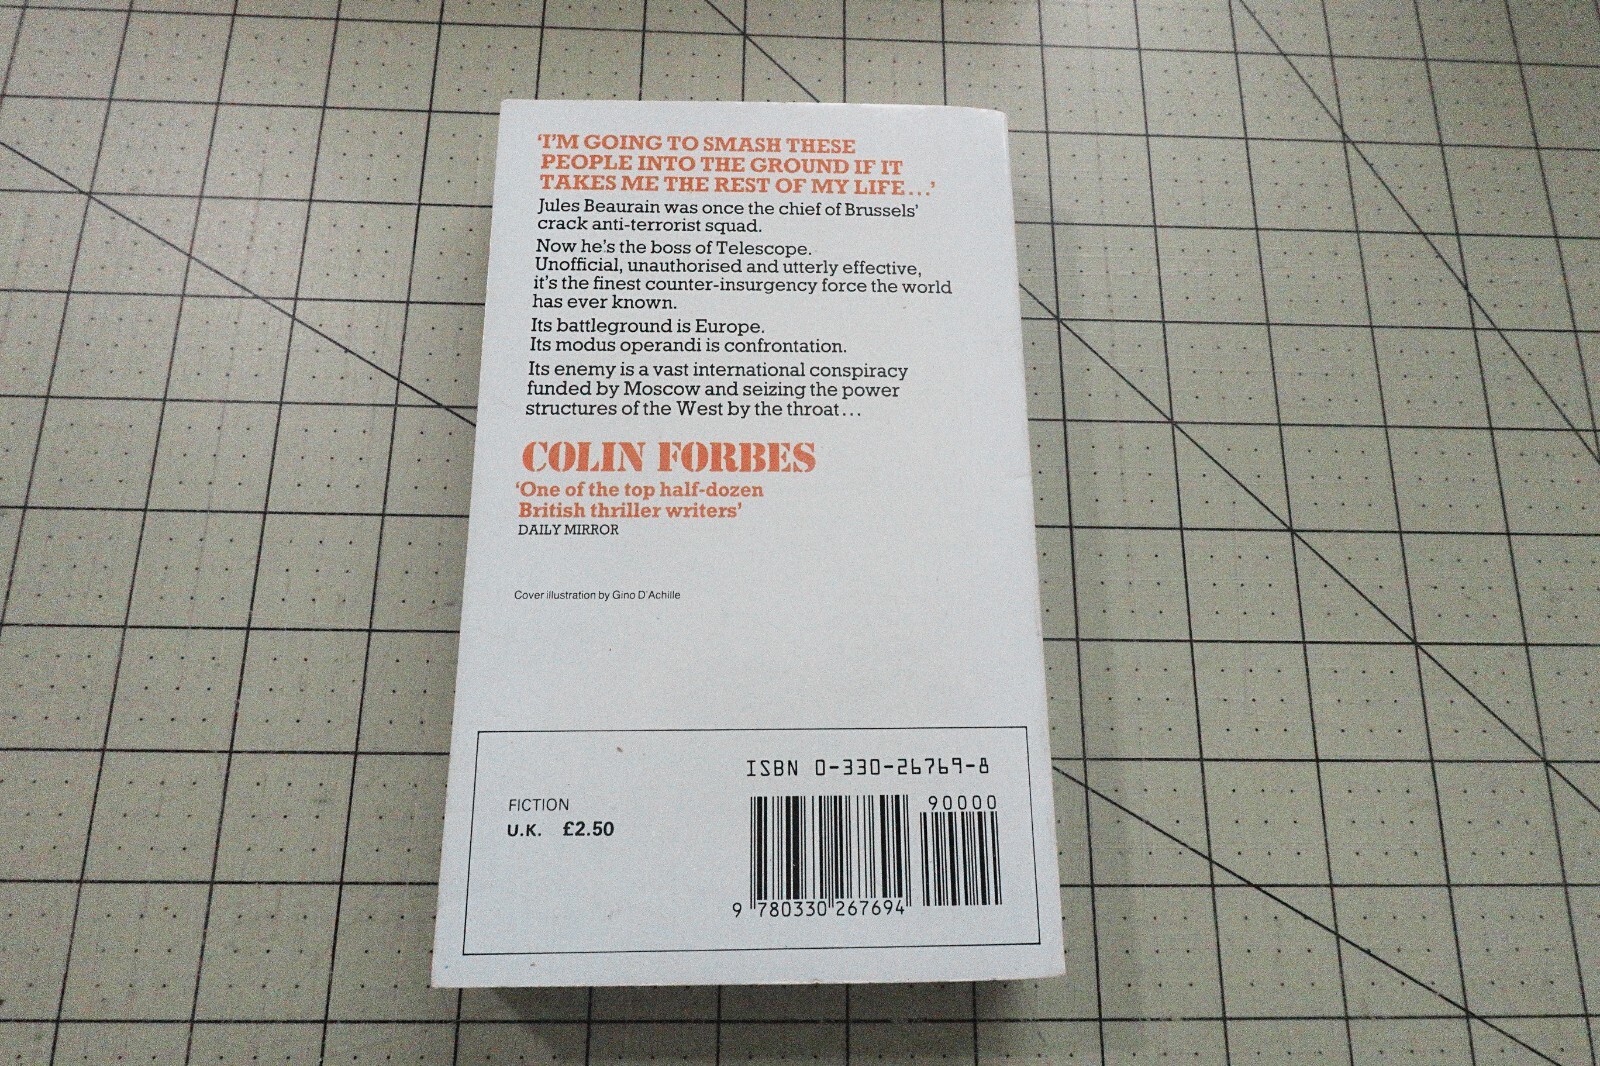 ‘I’M GOING TO SMASH THESE
PEOPLE INTO THE GROUND IF IT
TAKES ME THE REST OF MY LIFE...’
Jules Beaurain was once the chief of Brussels’
crack anti-terrorist squad.
Now he’s the boss of Telescope.
Unofficial, unauthorised and utterly effective,
it’s the finest counter-insurgency force the world
has ever known.
Its battleground is Europe.
Its modus operandi is confrontation.
Its enemy is a vast international conspiracy
funded by Moscow and seizing the power
structures of the West by the throat...
COLIN FORBES
‘One of the top half-dozen
British thriller writers’
DAILY MIRROR
Cover illustration by Gino D’Achille
ISBN 0-330-26769-8
FICTION
U.K. £2.50
90000
9 780330 267694